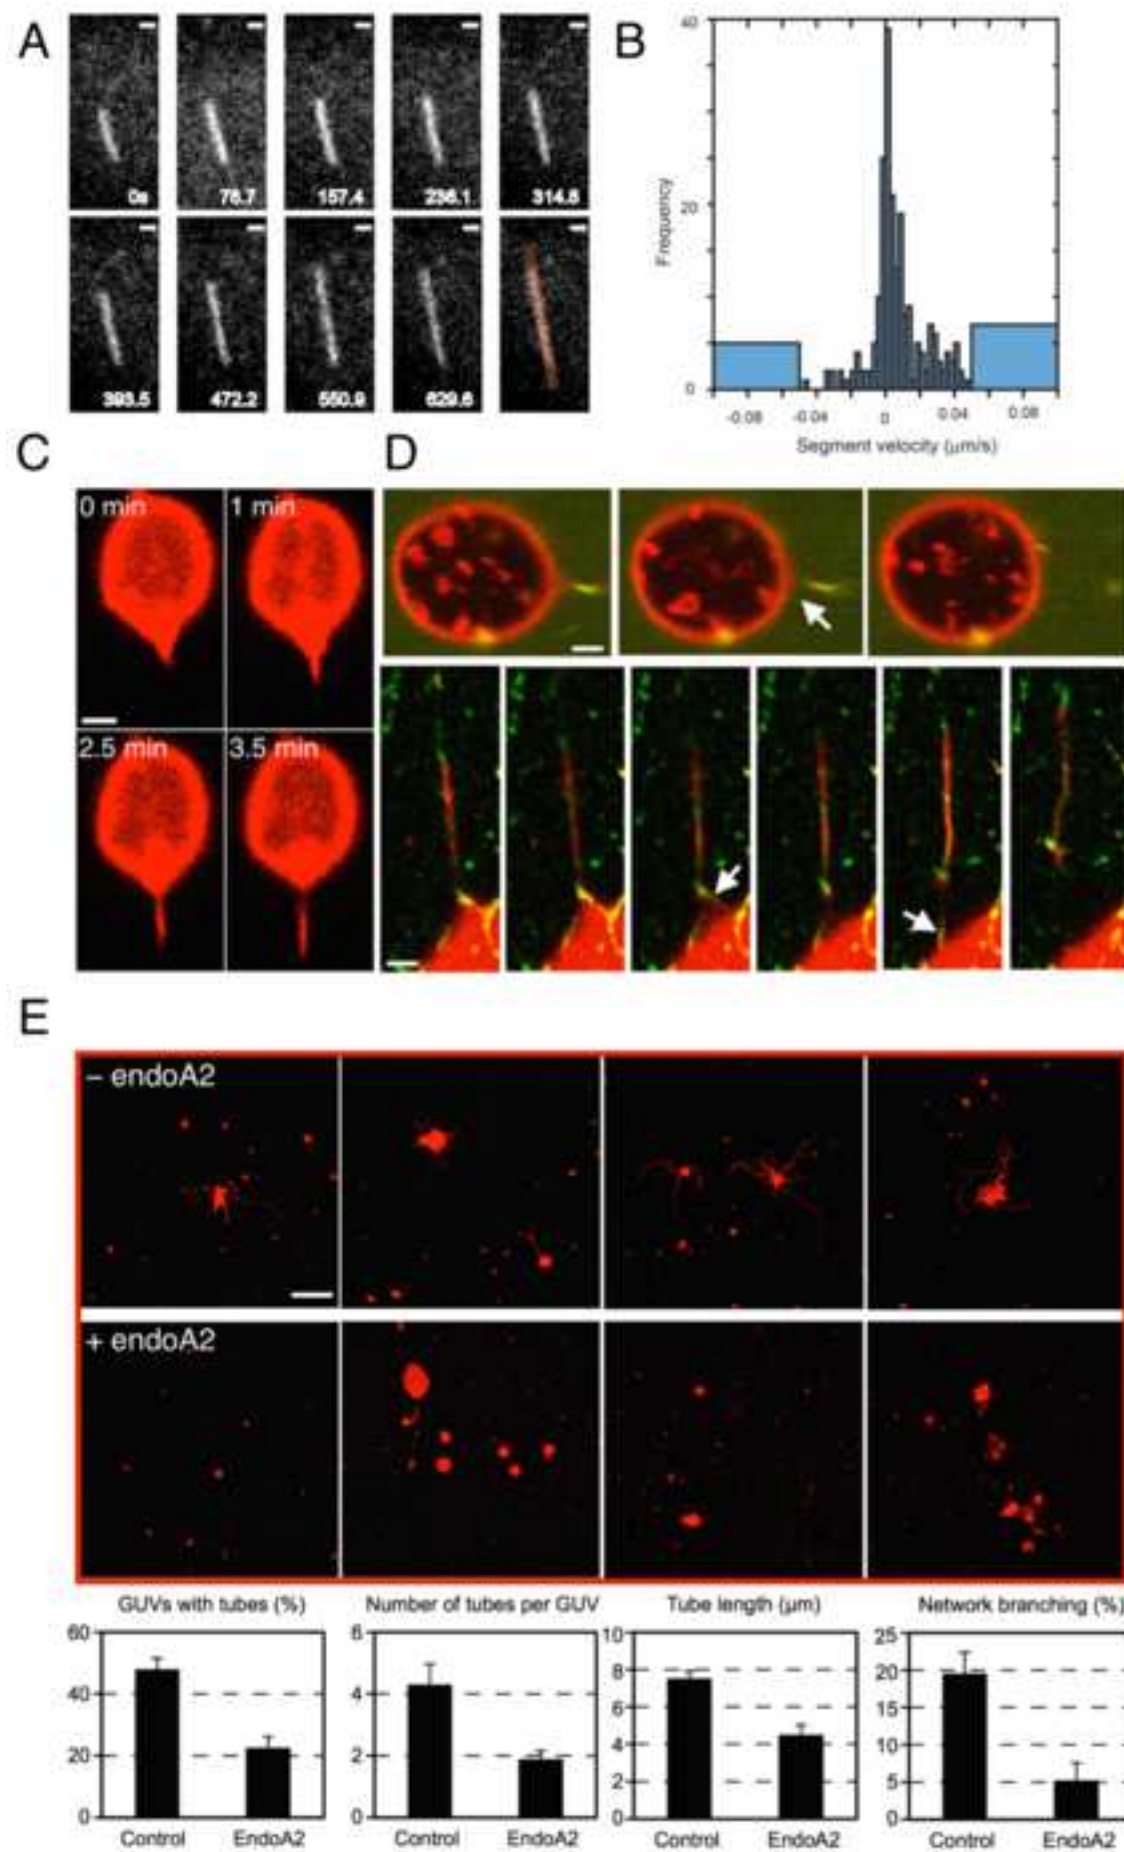 A
0s
78.7
157.4
236.1
314.8
393.5
472.2
550.9
629.6
B
40
20
0
Frequency
-0.08
-0.04
0
0.04
0.08
Segment velocity (μm/s)
C
0 min
1 min
2.5 min
3.5 min
D
E
– endoA2
+ endoA2
GUVs with tubes (%)
60
40
20
0
Control
EndoA2
Number of tubes per GUV
6
4
2
0
Control
EndoA2
Tube length (μm)
10
8
6
4
2
0
Control
EndoA2
Network branching (%)
25
20
15
10
5
0
Control
EndoA2